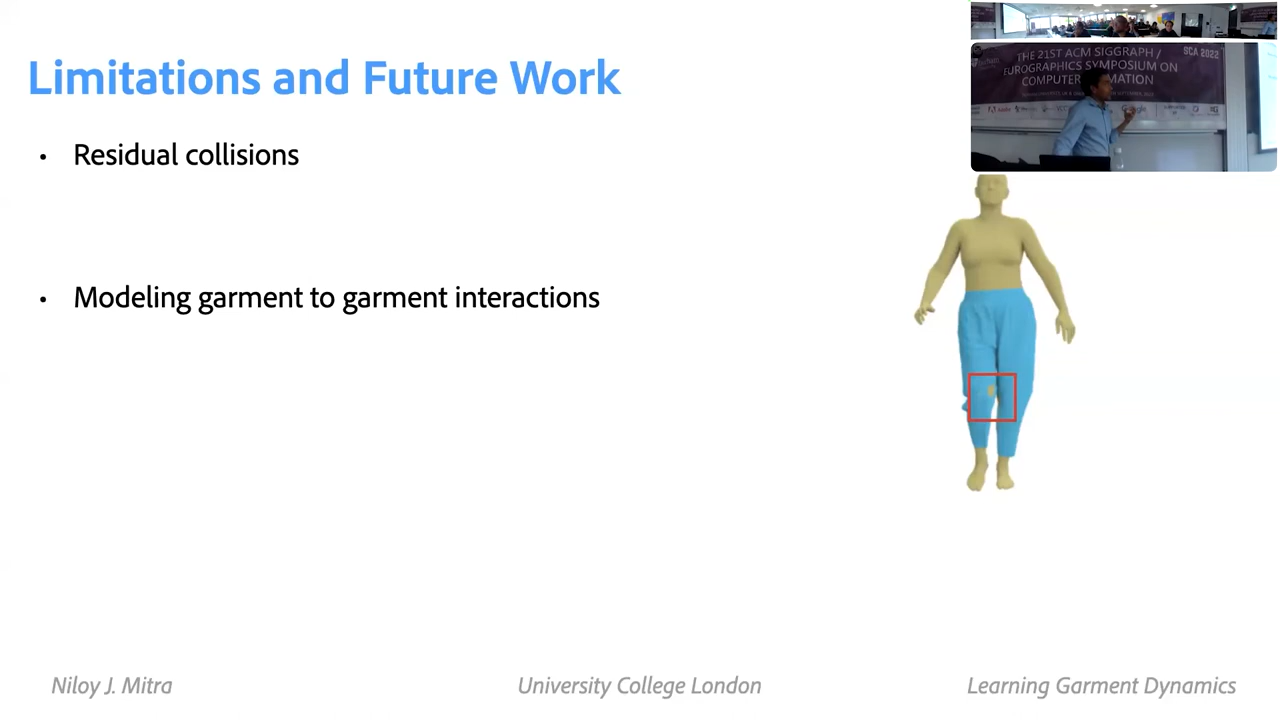 Limitations and Future Work
• Residual collisions
• Modeling garment to garment interactions
THE 21ST ACM SIGGRAPH /
EUROGRAPHICS SYMPOSIUM ON
COMPUTER
SCA 2022
Google
Niloy J. Mitra
University College London
Learning Garment Dynamics